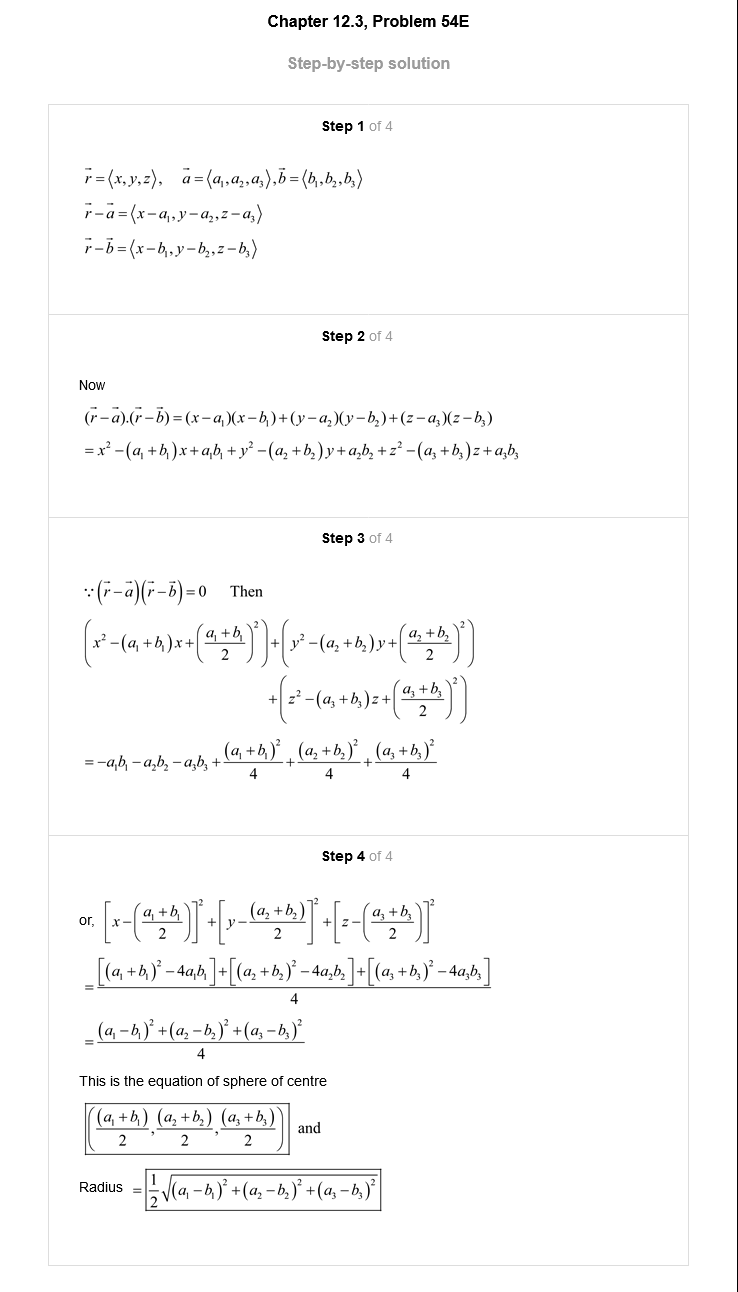 Chapter 12.3, Problem 54E
Step-by-step solution
Step 1 of 4
$\vec{r} = \langle x, y, z \rangle, \quad \vec{a} = \langle a_1, a_2, a_3 \rangle, \vec{b} = \langle b_1, b_2, b_3 \rangle$
$\vec{r} - \vec{a} = \langle x - a_1, y - a_2, z - a_3 \rangle$
$\vec{r} - \vec{b} = \langle x - b_1, y - b_2, z - b_3 \rangle$
Step 2 of 4
Now
$(\vec{r} - \vec{a}).(\vec{r} - \vec{b}) = (x - a_1)(x - b_1) + (y - a_2)(y - b_2) + (z - a_3)(z - b_3)$
$= x^2 - (a_1 + b_1)x + a_1b_1 + y^2 - (a_2 + b_2)y + a_2b_2 + z^2 - (a_3 + b_3)z + a_3b_3$
Step 3 of 4
$\because (\vec{r} - \vec{a})(\vec{r} - \vec{b}) = 0 \quad$ Then
$\left( x^2 - (a_1 + b_1)x + \left( \frac{a_1 + b_1}{2} \right)^2 \right) + \left( y^2 - (a_2 + b_2)y + \left( \frac{a_2 + b_2}{2} \right)^2 \right)$
$+ \left( z^2 - (a_3 + b_3)z + \left( \frac{a_3 + b_3}{2} \right)^2 \right)$
$= -a_1b_1 - a_2b_2 - a_3b_3 + \frac{(a_1 + b_1)^2}{4} + \frac{(a_2 + b_2)^2}{4} + \frac{(a_3 + b_3)^2}{4}$
Step 4 of 4
or, $\left[ x - \left( \frac{a_1 + b_1}{2} \right) \right]^2 + \left[ y - \frac{(a_2 + b_2)}{2} \right]^2 + \left[ z - \left( \frac{a_3 + b_3}{2} \right) \right]^2$
$= \frac{\left[ (a_1 + b_1)^2 - 4a_1b_1 \right] + \left[ (a_2 + b_2)^2 - 4a_2b_2 \right] + \left[ (a_3 + b_3)^2 - 4a_3b_3 \right]}{4}$
$= \frac{(a_1 - b_1)^2 + (a_2 - b_2)^2 + (a_3 - b_3)^2}{4}$
This is the equation of sphere of centre
$\boxed{\left( \frac{(a_1 + b_1)}{2}, \frac{(a_2 + b_2)}{2}, \frac{(a_3 + b_3)}{2} \right)}$ and
Radius $= \boxed{\frac{1}{2} \sqrt{(a_1 - b_1)^2 + (a_2 - b_2)^2 + (a_3 - b_3)^2}}$